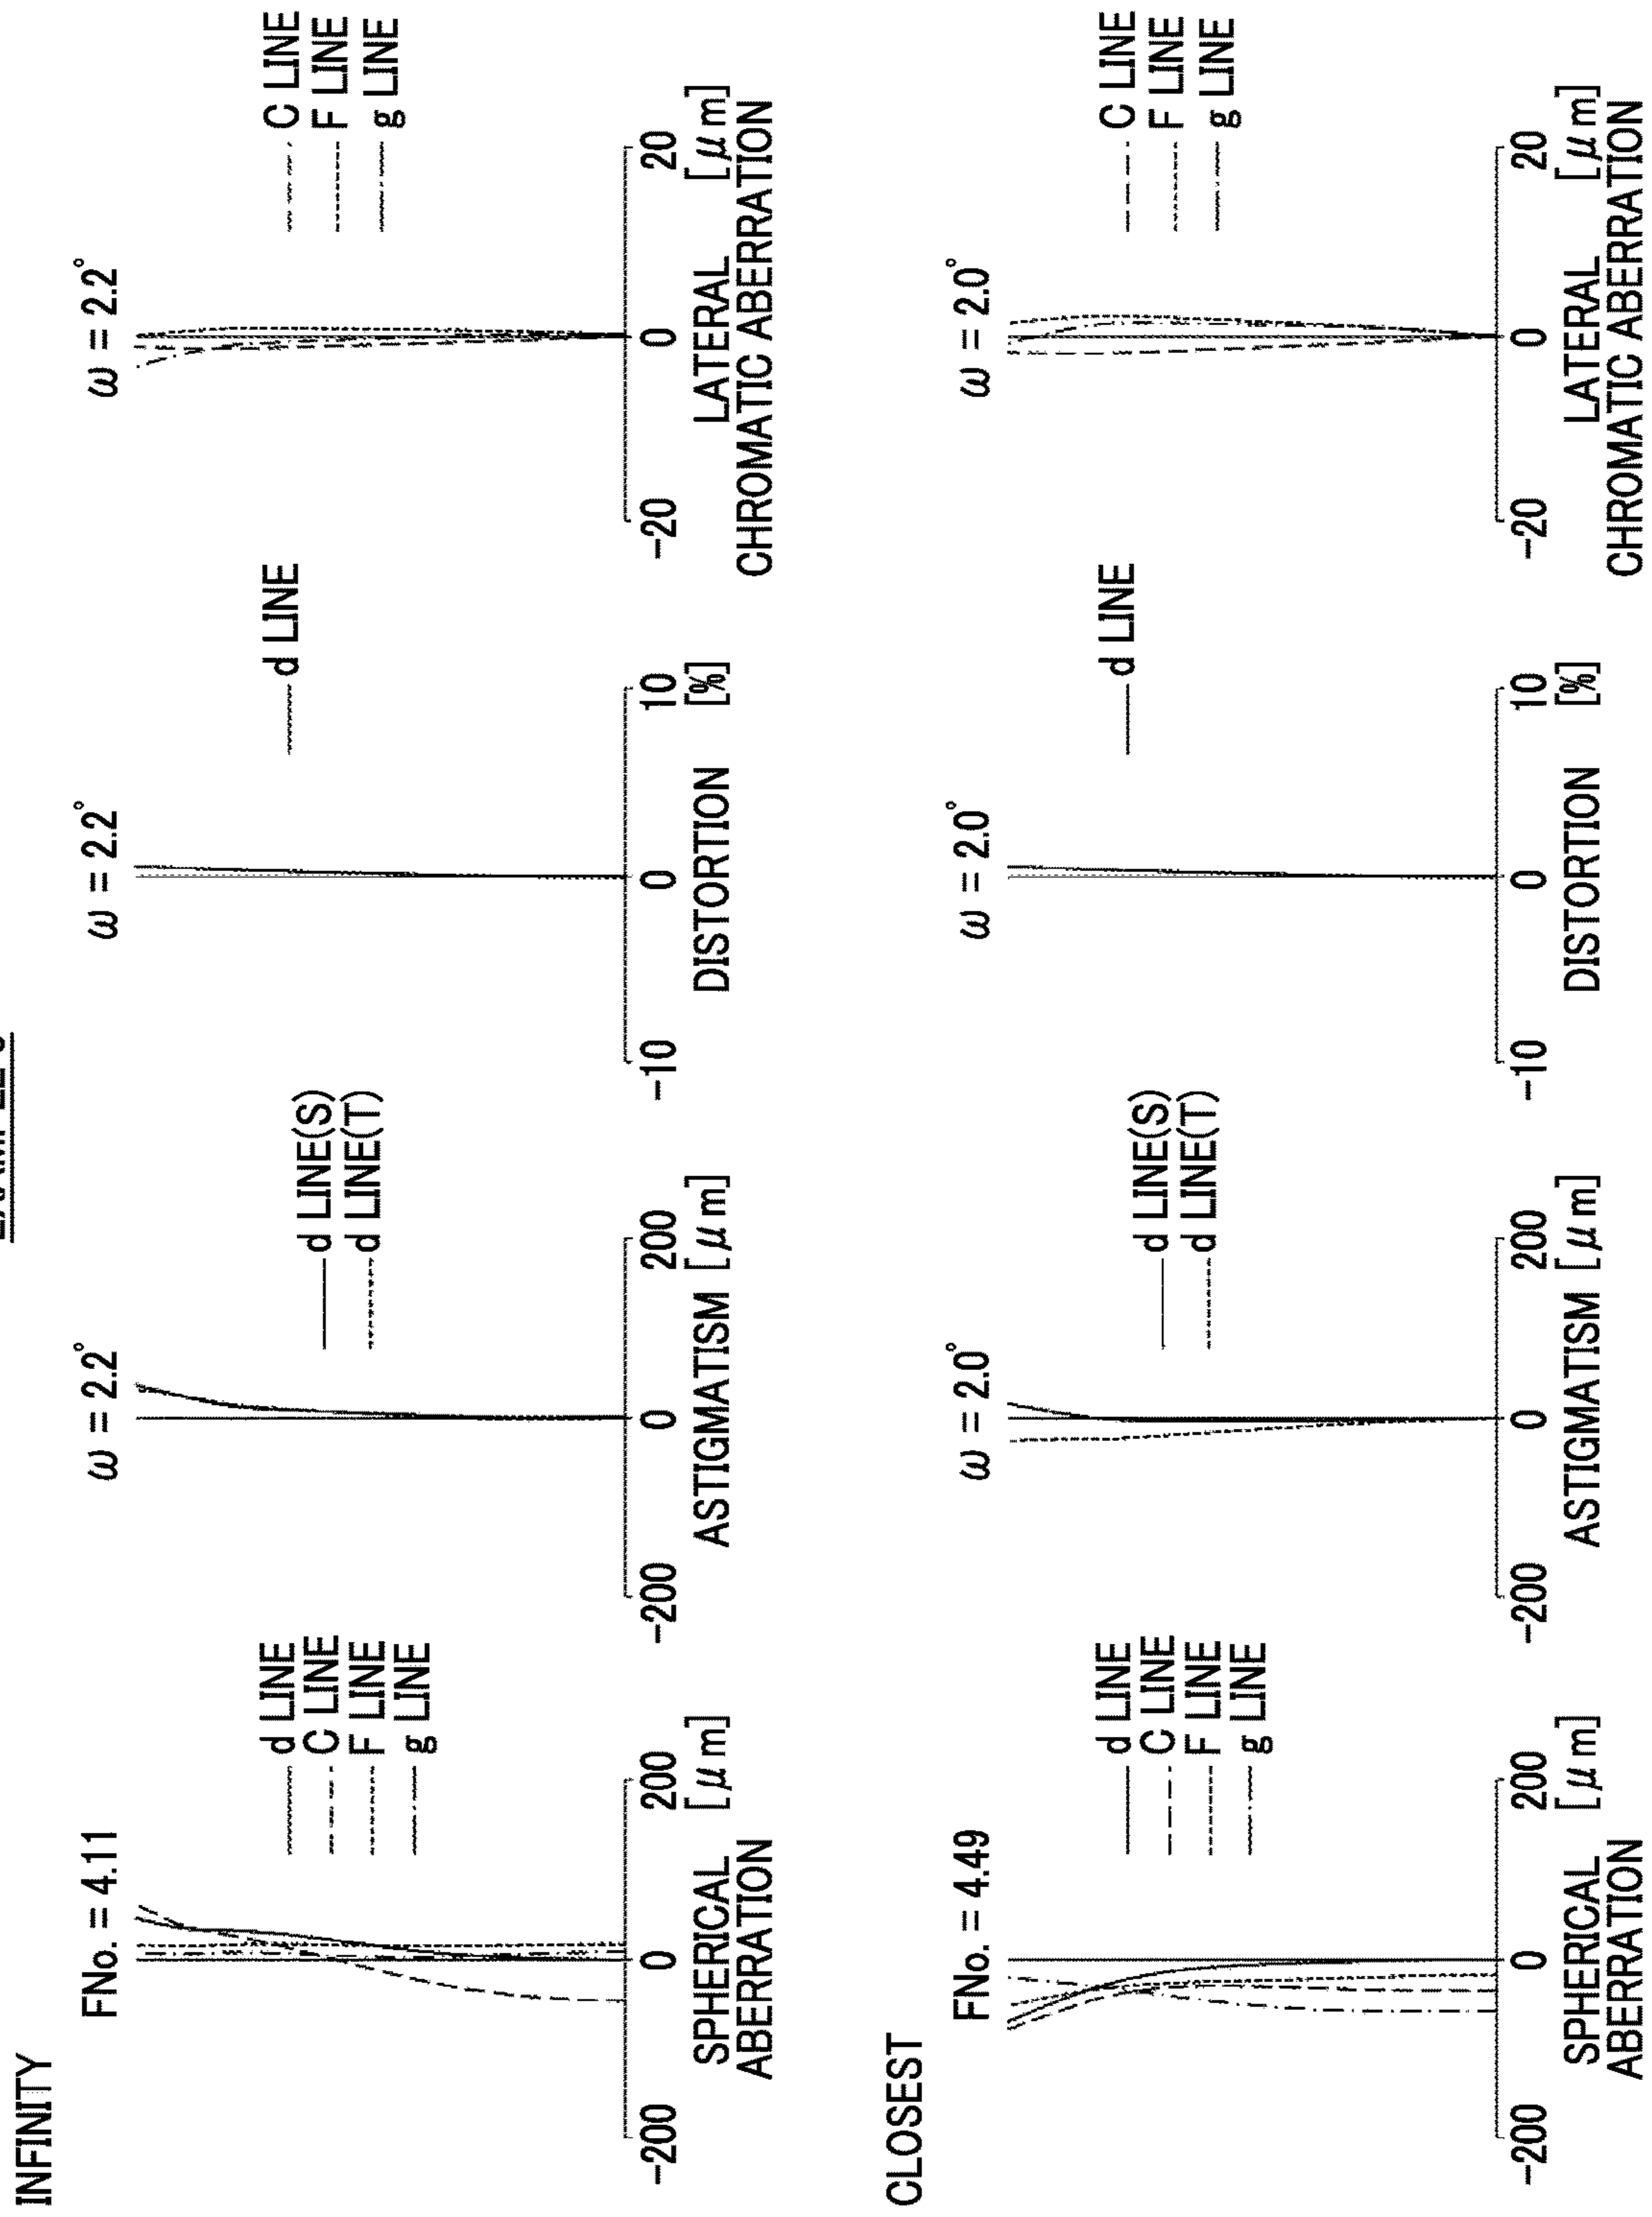 INFINITY
FNo. = 4.11
d LINE
C LINE
F LINE
g LINE
-200
0
200
SPHERICAL
ABERRATION
[μm]
ω = 2.2°
d LINE(S)
d LINE(T)
-200
0
200
ASTIGMATISM [μm]
ω = 2.2°
d LINE
-10
0
10
DISTORTION [%]
ω = 2.2°
C LINE
F LINE
g LINE
-20
0
20
LATERAL [μm]
CHROMATIC ABERRATION
CLOSEST
FNo. = 4.49
d LINE
C LINE
F LINE
g LINE
-200
0
200
SPHERICAL
ABERRATION
[μm]
ω = 2.0°
d LINE(S)
d LINE(T)
-200
0
200
ASTIGMATISM [μm]
ω = 2.0°
d LINE
-10
0
10
DISTORTION [%]
ω = 2.0°
C LINE
F LINE
g LINE
-20
0
20
LATERAL [μm]
CHROMATIC ABERRATION